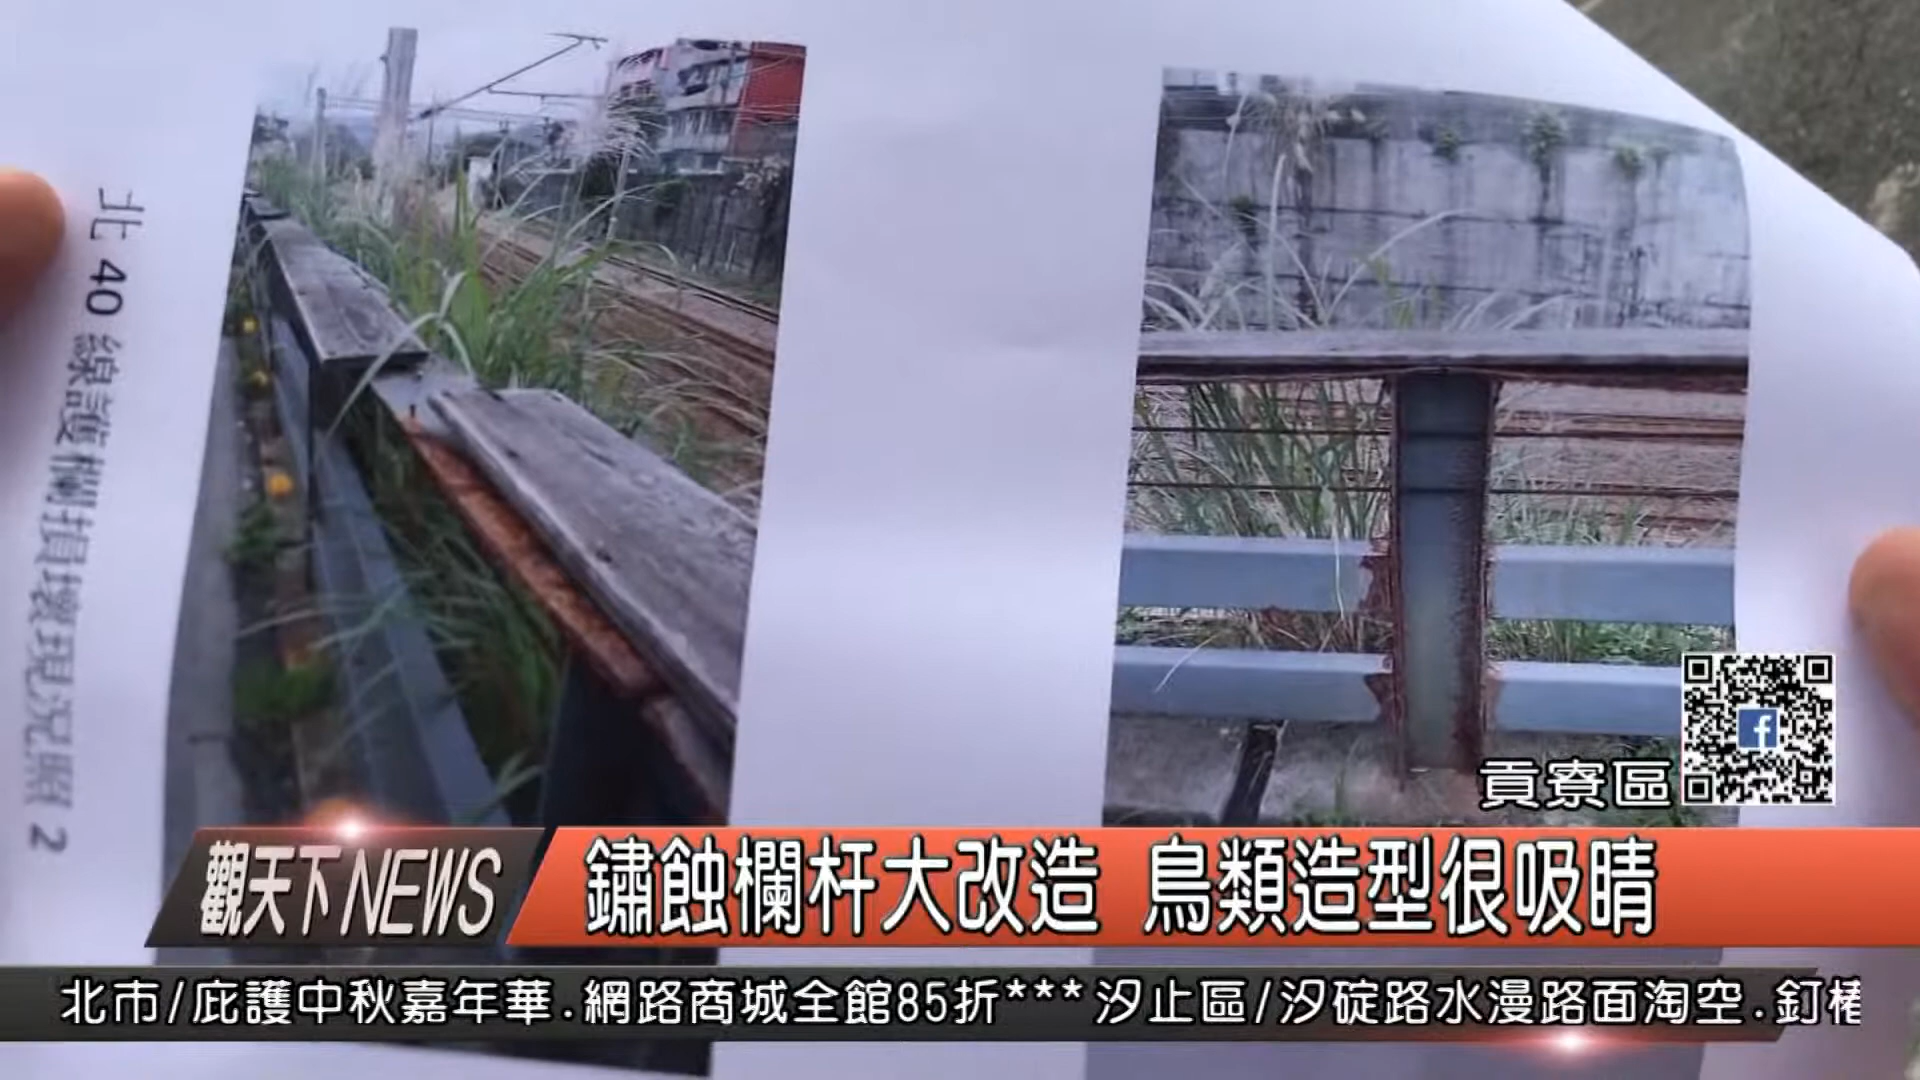 北 40 線護欄損壞現況照 2
貢寮區
觀天下NEWS
鏽蝕欄杆大改造 鳥類造型很吸睛
北市/庇護中秋嘉年華.網路商城全館85折***汐止區/汐碇路水漫路面淘空.釘樁